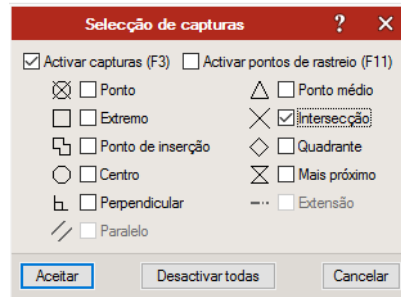 Selecção de capturas ? ×
Activar capturas (F3) Activar pontos de rastreio (F11)
Ponto Ponto médio
Extremo Intersecção
Ponto de inserção Quadrante
Centro Mais próximo
Perpendicular Extensão
Paralelo
Aceitar Desactivar todas Cancelar